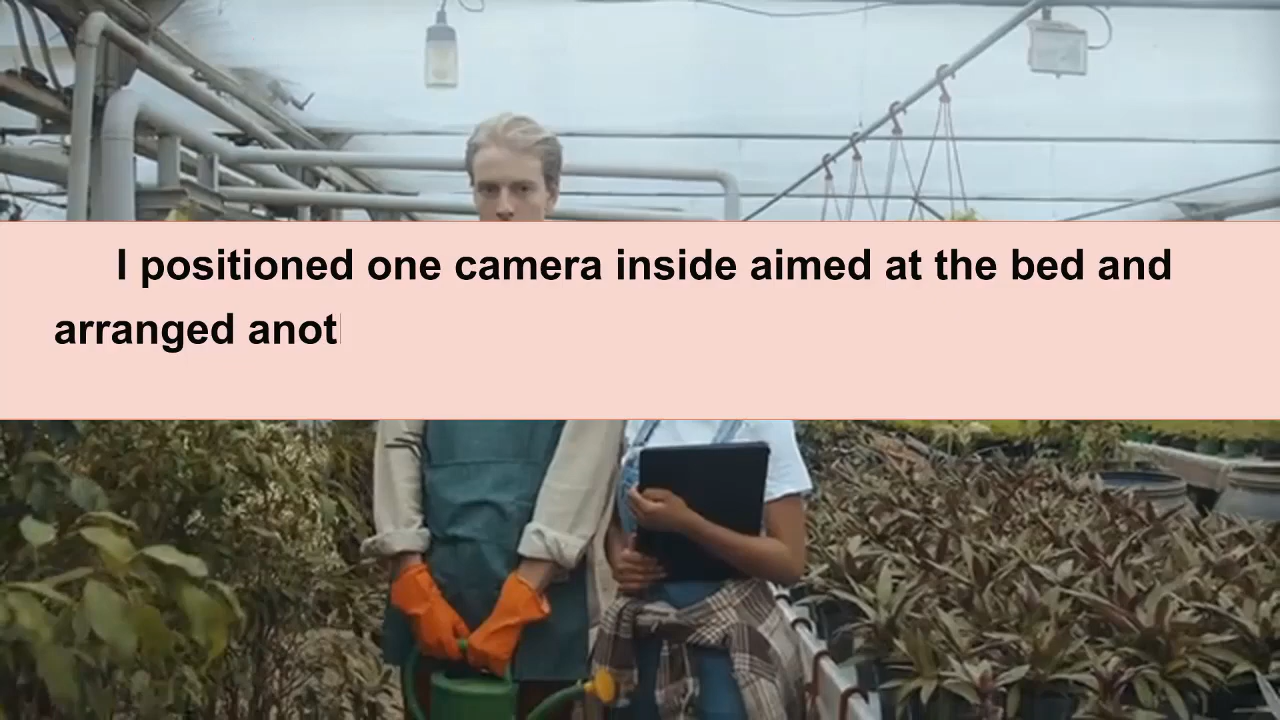 I positioned one camera inside aimed at the bed and
arranged anot